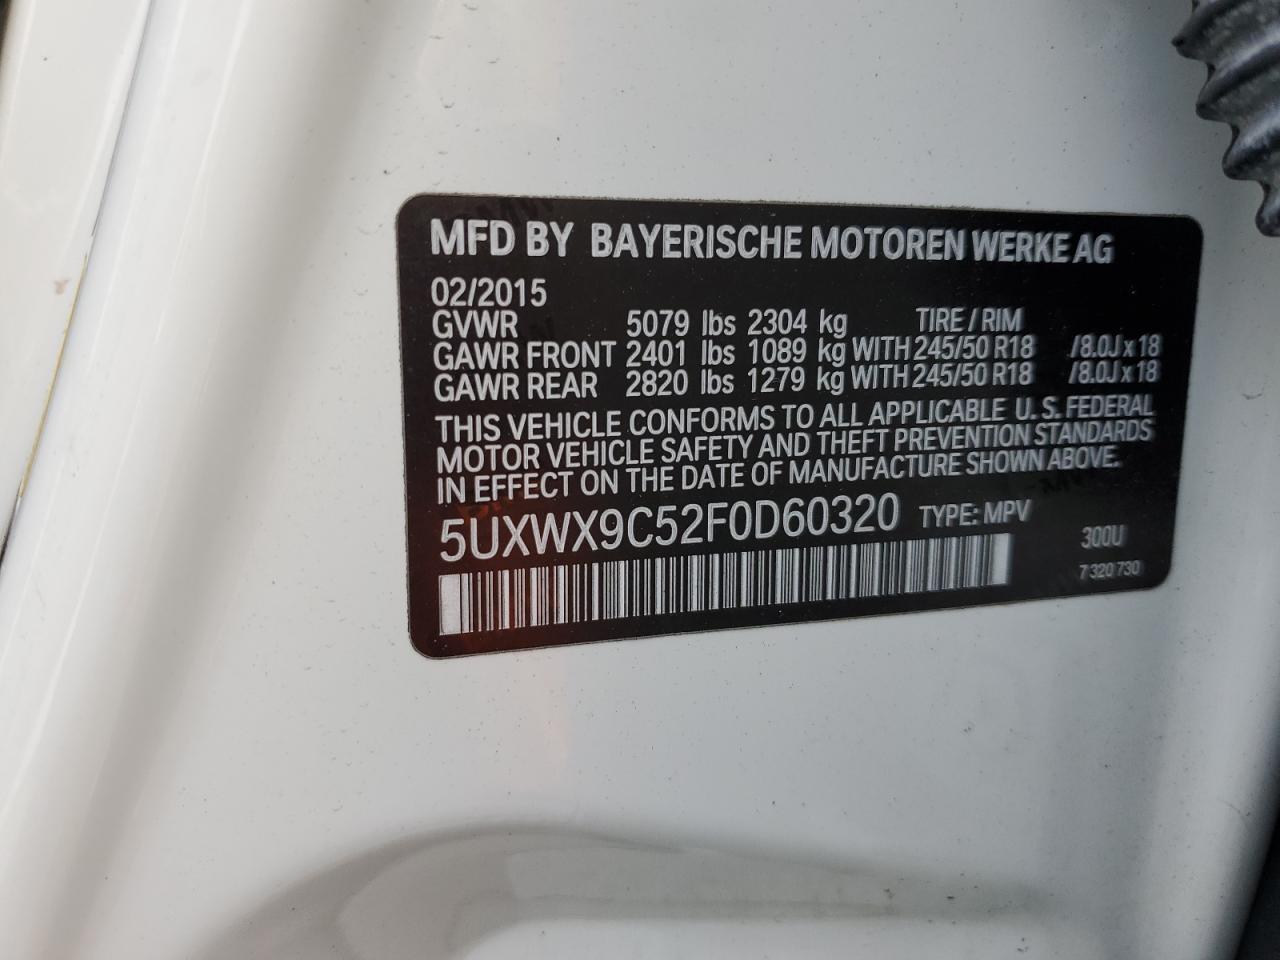 MFD BY BAYERISCHE MOTOREN WERKE AG
02/2015
GVWR 5079 lbs 2304 kg TIRE / RIM
GAWR FRONT 2401 lbs 1089 kg WITH 245/50 R18 /8.0J x 18
GAWR REAR 2820 lbs 1279 kg WITH 245/50 R18 /8.0J x 18
THIS VEHICLE CONFORMS TO ALL APPLICABLE U. S. FEDERAL
MOTOR VEHICLE SAFETY AND THEFT PREVENTION STANDARDS
IN EFFECT ON THE DATE OF MANUFACTURE SHOWN ABOVE.
5UXWX9C52F0D60320 TYPE: MPV
300U
7 320 730